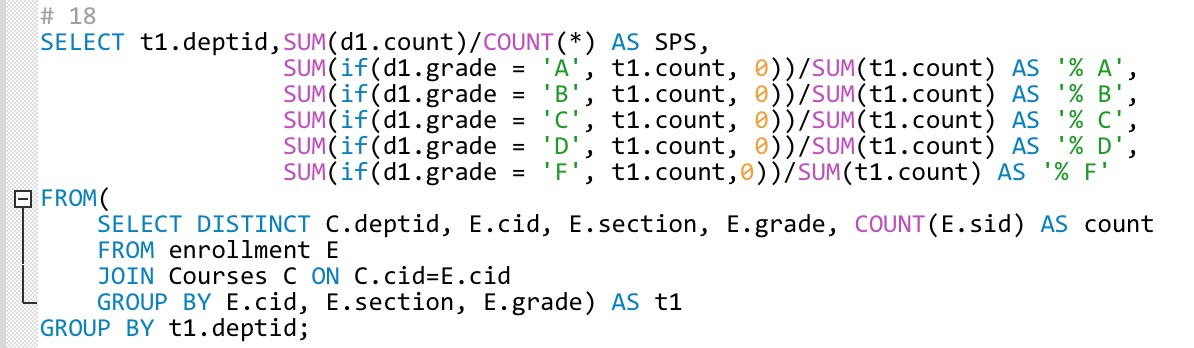 # 18
SELECT t1.deptid,SUM(d1.count)/COUNT(*) AS SPS,
SUM(if(d1.grade = 'A', t1.count, 0))/SUM(t1.count) AS '% A',
SUM(if(d1.grade = 'B', t1.count, 0))/SUM(t1.count) AS '% B',
SUM(if(d1.grade = 'C', t1.count, 0))/SUM(t1.count) AS '% C',
SUM(if(d1.grade = 'D', t1.count, 0))/SUM(t1.count) AS '% D',
SUM(if(d1.grade = 'F', t1.count,0))/SUM(t1.count) AS '% F'
FROM(
SELECT DISTINCT C.deptid, E.cid, E.section, E.grade, COUNT(E.sid) AS count
FROM enrollment E
JOIN Courses C ON C.cid=E.cid
GROUP BY E.cid, E.section, E.grade) AS t1
GROUP BY t1.deptid;